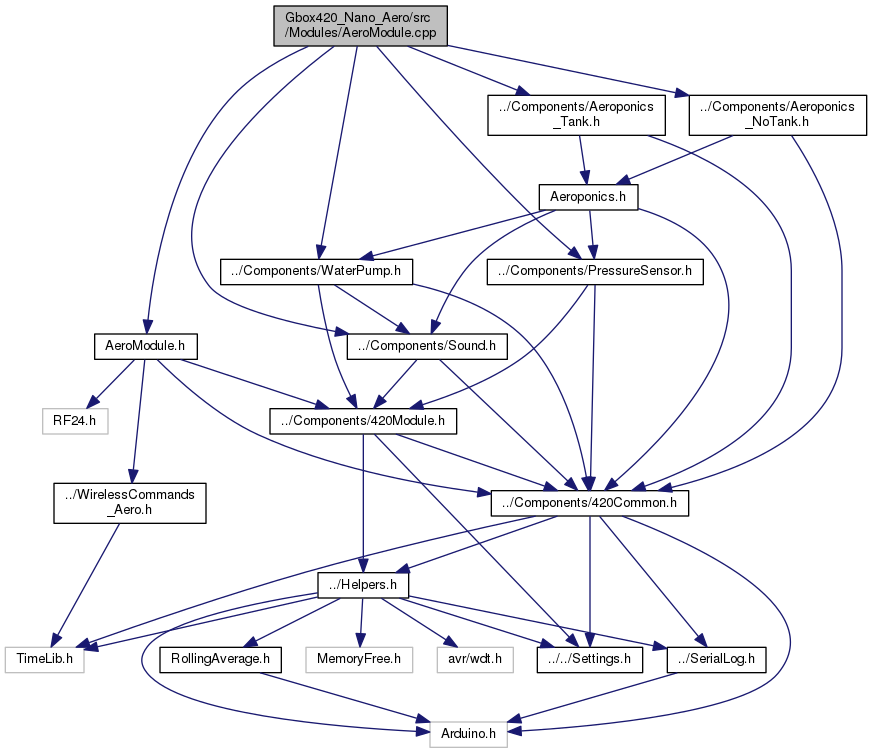 Gbox420_Nano_Aero/src
/Modules/AeroModule.cpp
../Components/Aeroponics
_Tank.h
../Components/Aeroponics
_NoTank.h
Aeroponics.h
../Components/WaterPump.h
../Components/PressureSensor.h
AeroModule.h
../Components/Sound.h
RF24.h
../Components/420Module.h
../WirelessCommands
_Aero.h
../Components/420Common.h
../Helpers.h
TimeLib.h
RollingAverage.h
MemoryFree.h
avr/wdt.h
../../Settings.h
../SerialLog.h
Arduino.h